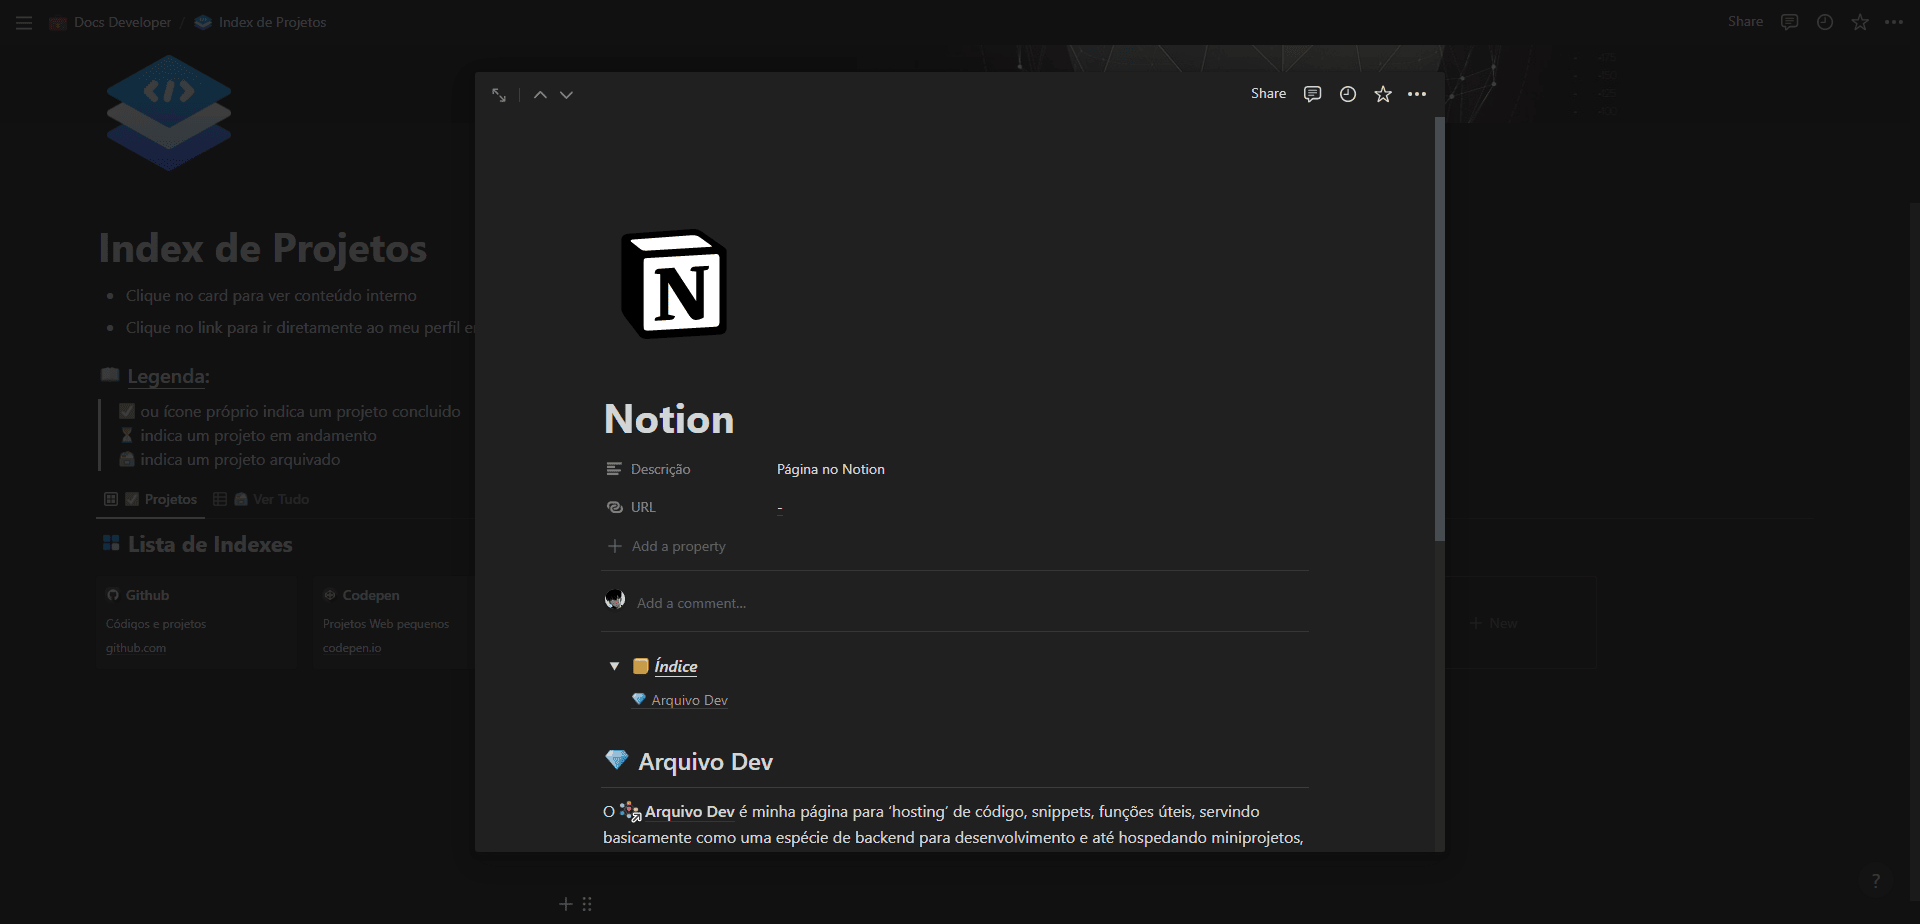 Docs Developer / Index de Projetos
Share
Index de Projetos
Clique no card para ver conteúdo interno
Clique no link para ir diretamente ao meu perfil
Legenda:
ou ícone próprio indica um projeto concluido
indica um projeto em andamento
indica um projeto arquivado
Projetos
Ver Tudo
Lista de Indexes
Github
Códigos e projetos
github.com
Codepen
Projetos Web pequenos
codepen.io
+ New
Share
N
Notion
Descrição Página no Notion
URL -
+ Add a property
Add a comment...
Índice
Arquivo Dev
Arquivo Dev
O Arquivo Dev é minha página para ‘hosting’ de código, snippets, funções úteis, servindo
basicamente como uma espécie de backend para desenvolvimento e até hospedando miniprojetos,
?